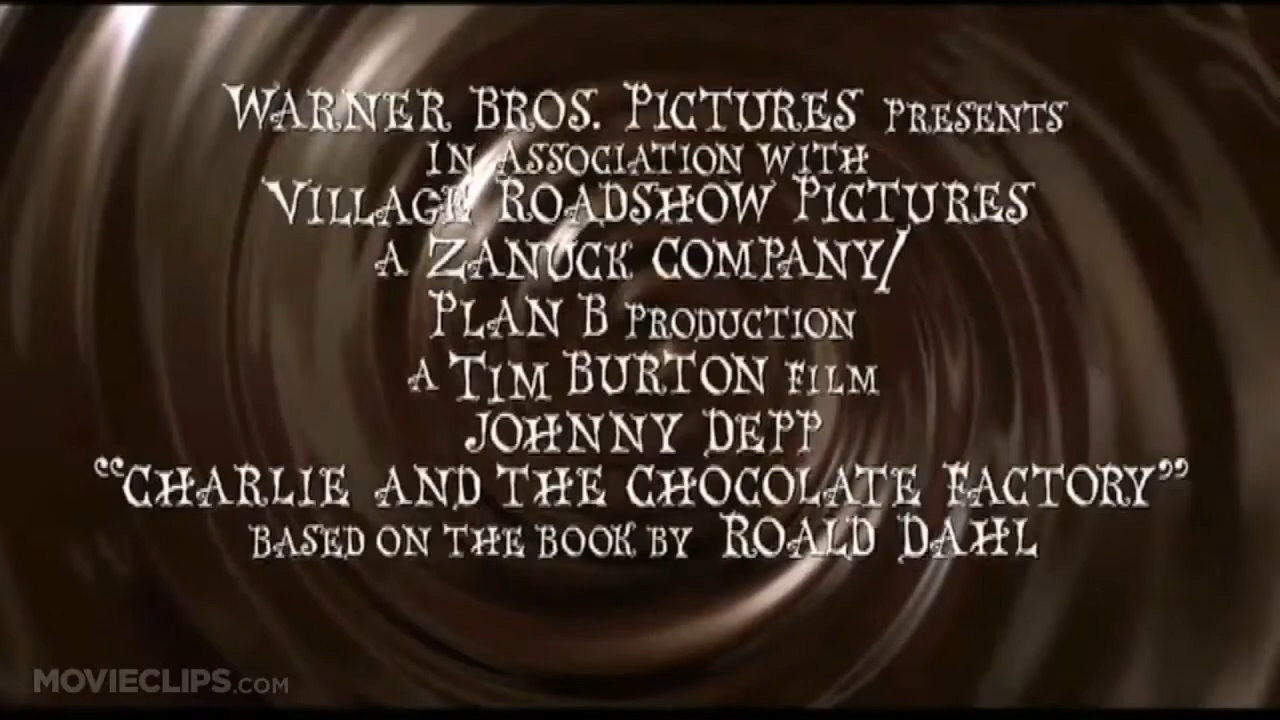 WARNER BROS. PICTURES PRESENTS
IN ASSOCIATION WITH
VILLAGE ROADSHOW PICTURES
A ZANUCK COMPANY/
PLAN B PRODUCTION
A TIM BURTON FILM
JOHNNY DEPP
“CHARLIE AND THE CHOCOLATE FACTORY”
BASED ON THE BOOK BY ROALD DAHL
MOVIECLIPS.COM